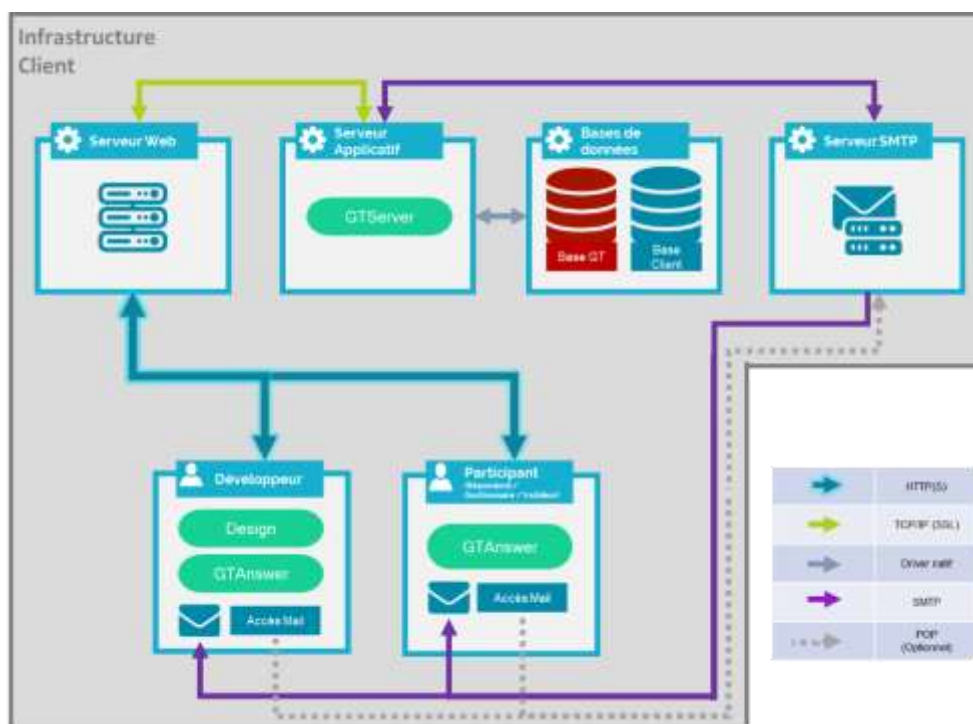 Infrastructure
Client
Serveur Web
Serveur
Applicatif
Bases de
données
Serveur SMTP
GTServer
Base GT
Base
Client
Développeur
Participant
Design
GTAnswer
GTAnswer
Accès Mail
Accès Mail
HTTP(S)
TCP/IP (SSL)
Driver natif
SMTP
POP
(Optionnel)